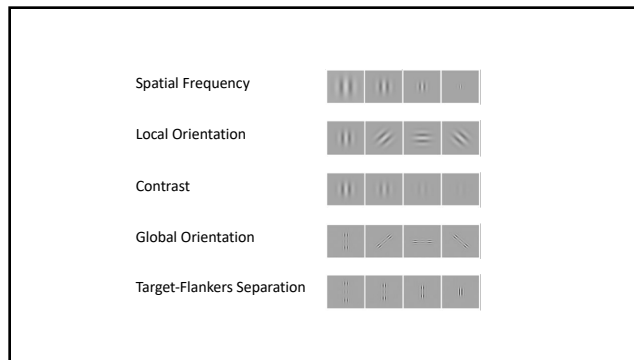 Spatial Frequency
Local Orientation
Contrast
Global Orientation
Target-Flankers Separation